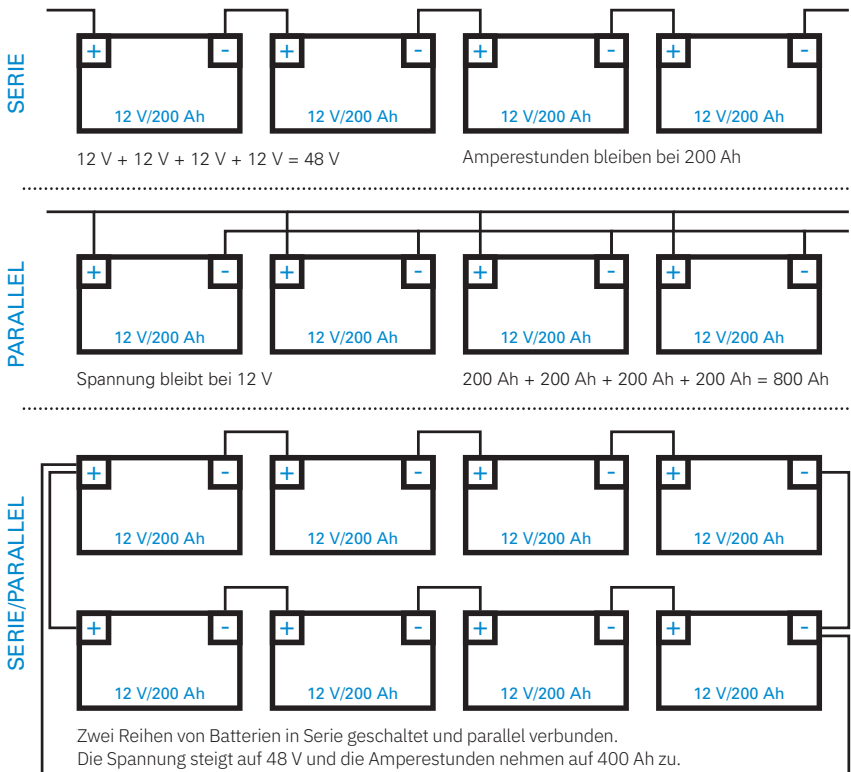 SERIE
+ - + - + - + -
12 V/200 Ah 12 V/200 Ah 12 V/200 Ah 12 V/200 Ah
12 V + 12 V + 12 V + 12 V = 48 V
Amperestunden bleiben bei 200 Ah
PARALLEL
+ - + - + - + -
12 V/200 Ah 12 V/200 Ah 12 V/200 Ah 12 V/200 Ah
Spannung bleibt bei 12 V
200 Ah + 200 Ah + 200 Ah + 200 Ah = 800 Ah
SERIE/PARALLEL
+ - + - + - + -
12 V/200 Ah 12 V/200 Ah 12 V/200 Ah 12 V/200 Ah
+ - + - + - + -
12 V/200 Ah 12 V/200 Ah 12 V/200 Ah 12 V/200 Ah
Zwei Reihen von Batterien in Serie geschaltet und parallel verbunden.
Die Spannung steigt auf 48 V und die Amperestunden nehmen auf 400 Ah zu.